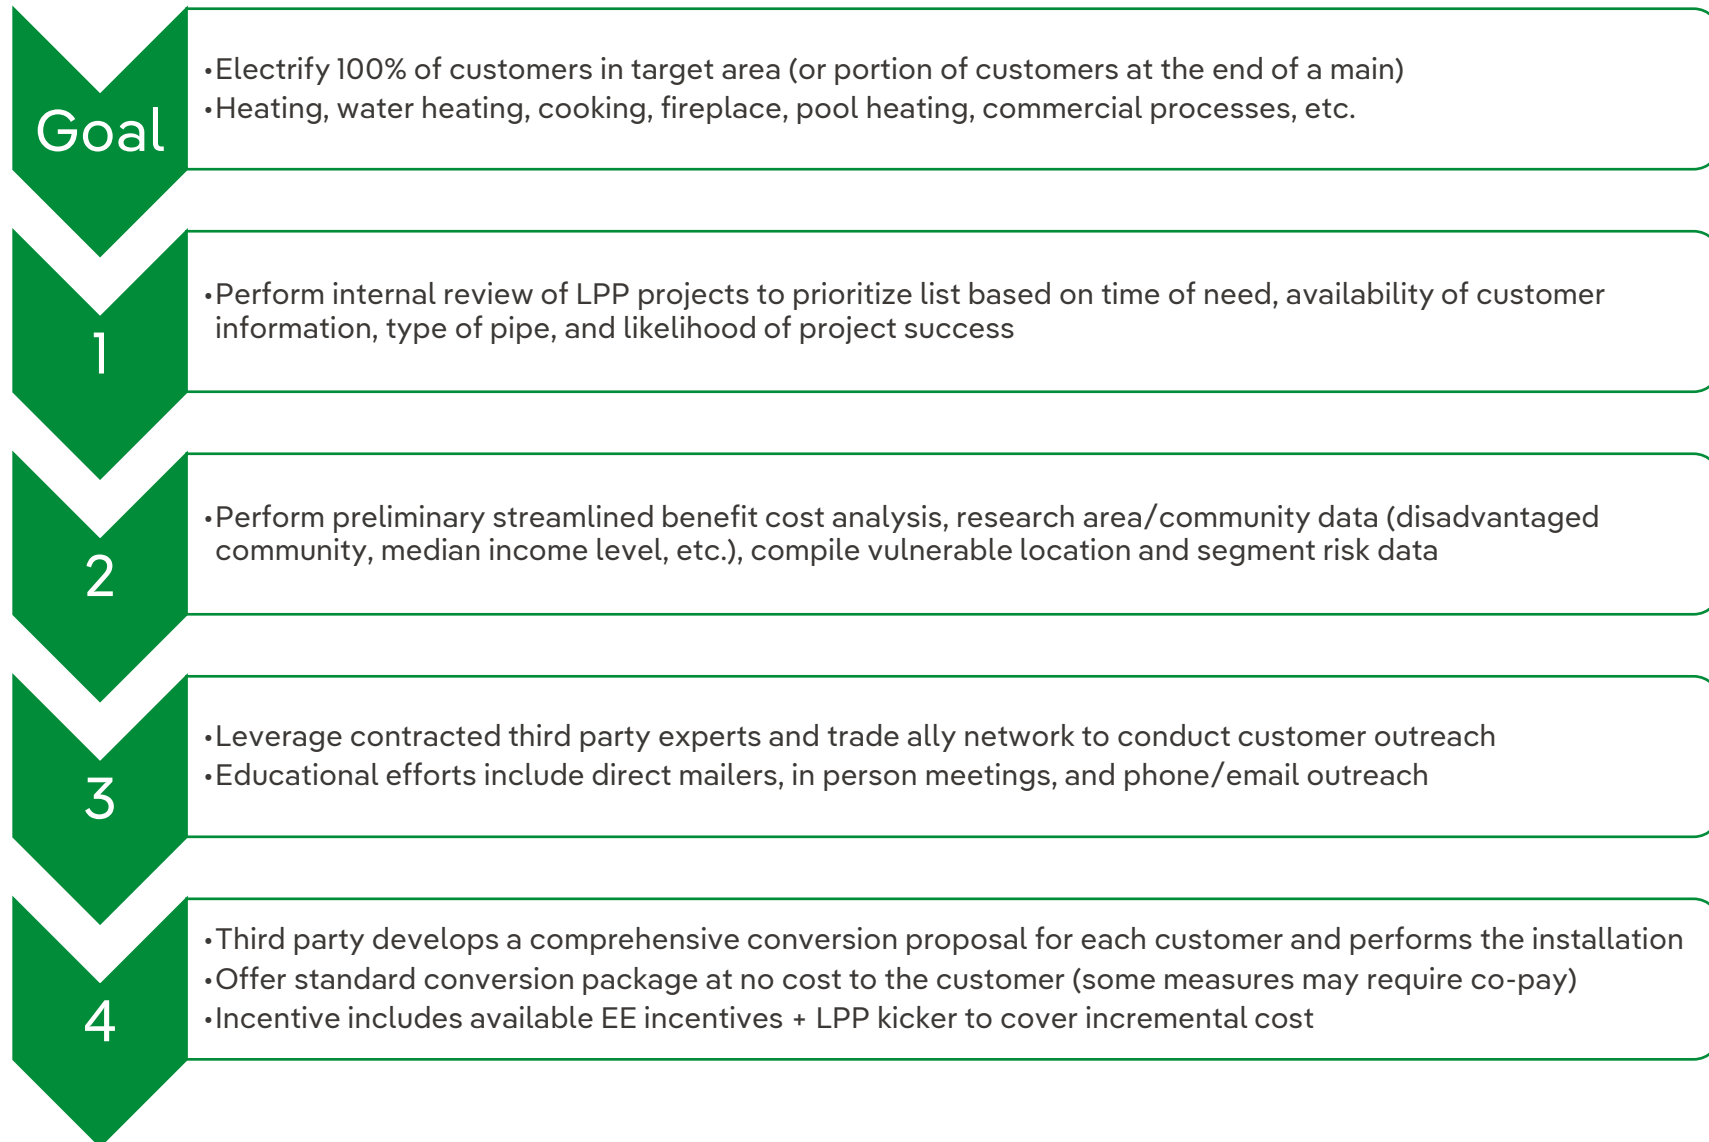 Goal
•Electrify 100% of customers in target area (or portion of customers at the end of a main)
•Heating, water heating, cooking, fireplace, pool heating, commercial processes, etc.
1
•Perform internal review of LPP projects to prioritize list based on time of need, availability of customer
information, type of pipe, and likelihood of project success
2
•Perform preliminary streamlined benefit cost analysis, research area/community data (disadvantaged
community, median income level, etc.), compile vulnerable location and segment risk data
3
•Leverage contracted third party experts and trade ally network to conduct customer outreach
•Educational efforts include direct mailers, in person meetings, and phone/email outreach
4
•Third party develops a comprehensive conversion proposal for each customer and performs the installation
•Offer standard conversion package at no cost to the customer (some measures may require co-pay)
•Incentive includes available EE incentives + LPP kicker to cover incremental cost